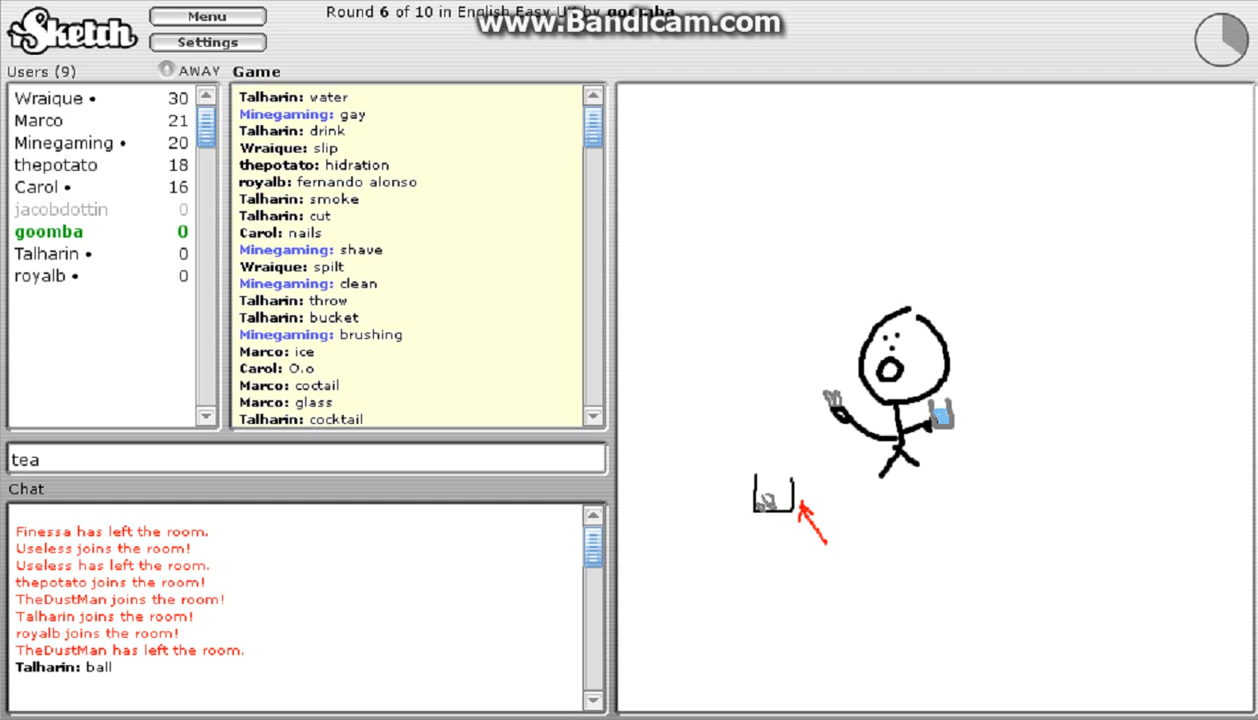 iSketch
Menu
Settings
Round 6 of 10 in English Easy by goomba
www.Bandicam.com
Users (9)
AWAY
Wraique • 30
Marco 21
Minegaming • 20
thepotato 18
Carol • 16
jacobdottin 0
goomba 0
Talharin • 0
royalb • 0
Game
Talharin: water
Minegaming: gay
Talharin: drink
Wraique: slip
thepotato: hidration
royalb: fernando alonso
Talharin: smoke
Talharin: cut
Carol: nails
Minegaming: shave
Wraique: spilt
Minegaming: clean
Talharin: throw
Talharin: bucket
Minegaming: brushing
Marco: ice
Carol: O.o
Marco: coctail
Marco: glass
Talharin: cocktail
tea
Chat
Finessa has left the room.
Useless joins the room!
Useless has left the room.
thepotato joins the room!
TheDustMan joins the room!
Talharin joins the room!
royalb joins the room!
TheDustMan has left the room.
Talharin: ball